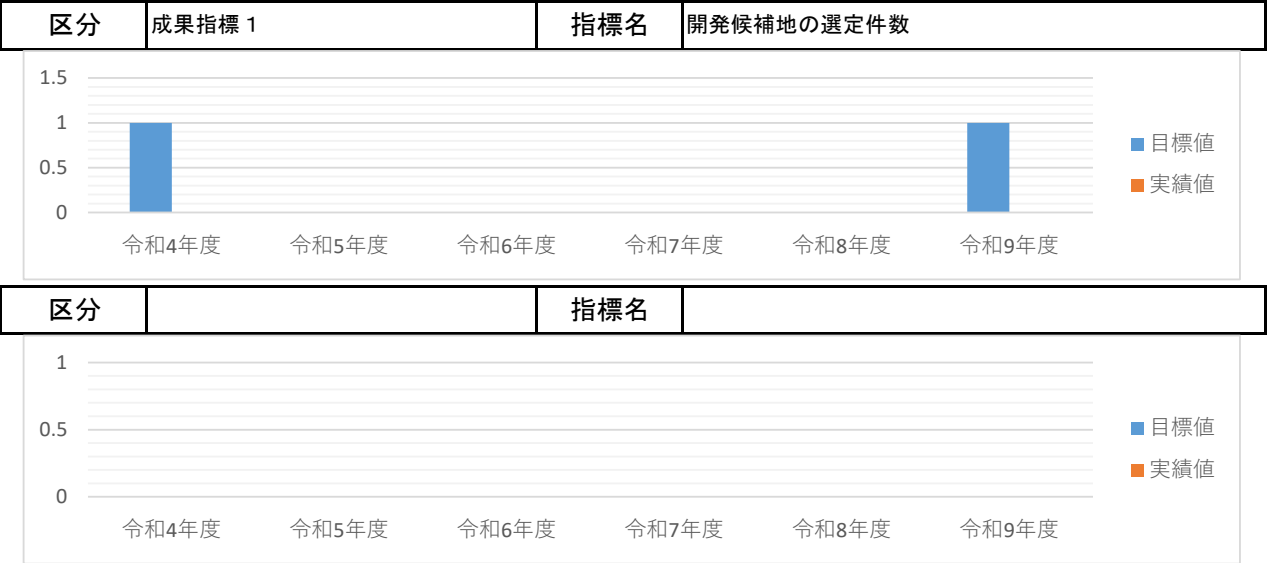 区分 成果指標１ 指標名 開発候補地の選定件数
1.5
1
0.5
0
令和4年度 令和5年度 令和6年度 令和7年度 令和8年度 令和9年度
目標値
実績値
区分 指標名
1
0.5
0
令和4年度 令和5年度 令和6年度 令和7年度 令和8年度 令和9年度
目標値
実績値